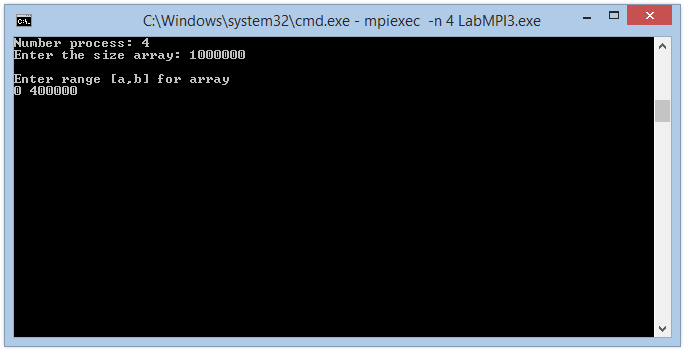 C:\Windows\system32\cmd.exe - mpiexec -n 4 LabMPI3.exe
Number process: 4
Enter the size array: 1000000
Enter range [a,b] for array
0 400000